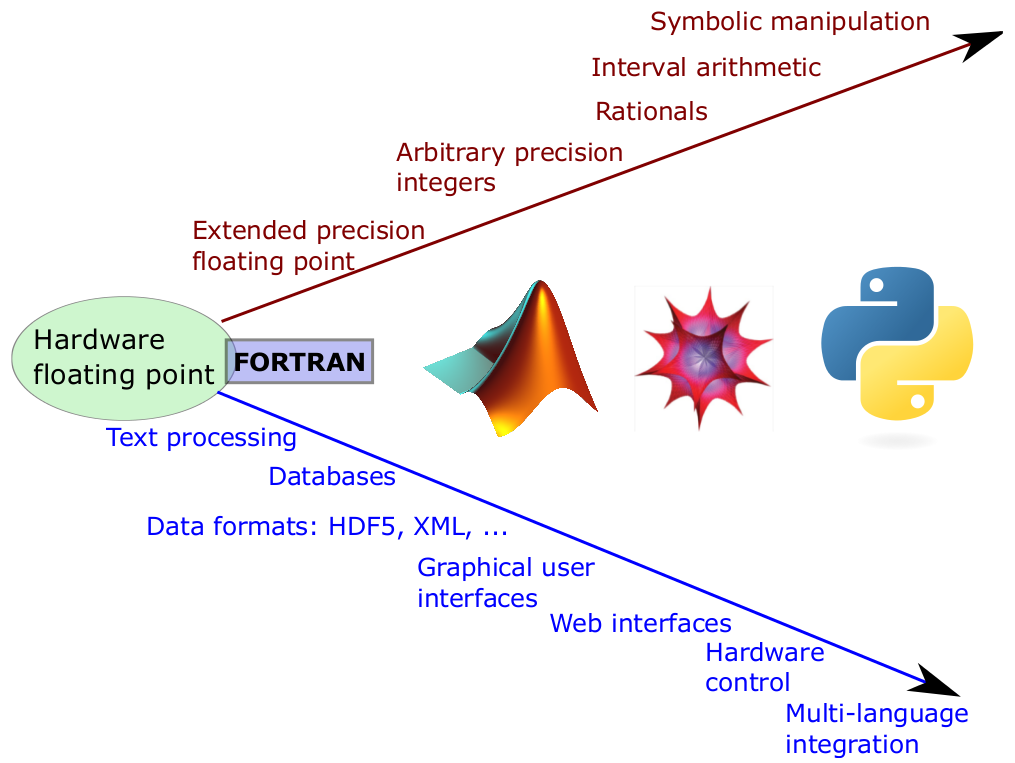 Symbolic manipulation
Interval arithmetic
Rationals
Arbitrary precision
integers
Extended precision
floating point
Hardware
floating point
FORTRAN
Text processing
Databases
Data formats: HDF5, XML, ...
Graphical user
interfaces
Web interfaces
Hardware
control
Multi-language
integration